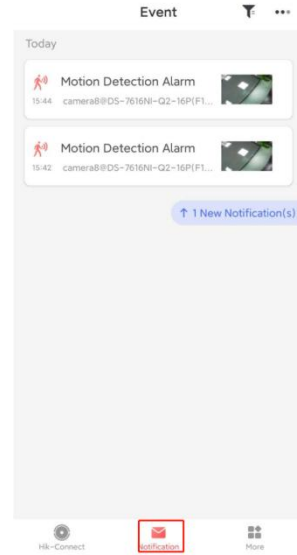 Event
Today
Motion Detection Alarm
15:44 camera8@DS-7616NI-Q2-16P(F1...
Motion Detection Alarm
15:42 camera8@DS-7616NI-Q2-16P(F1...
↑ 1 New Notification(s)
Hik-Connect Notification More